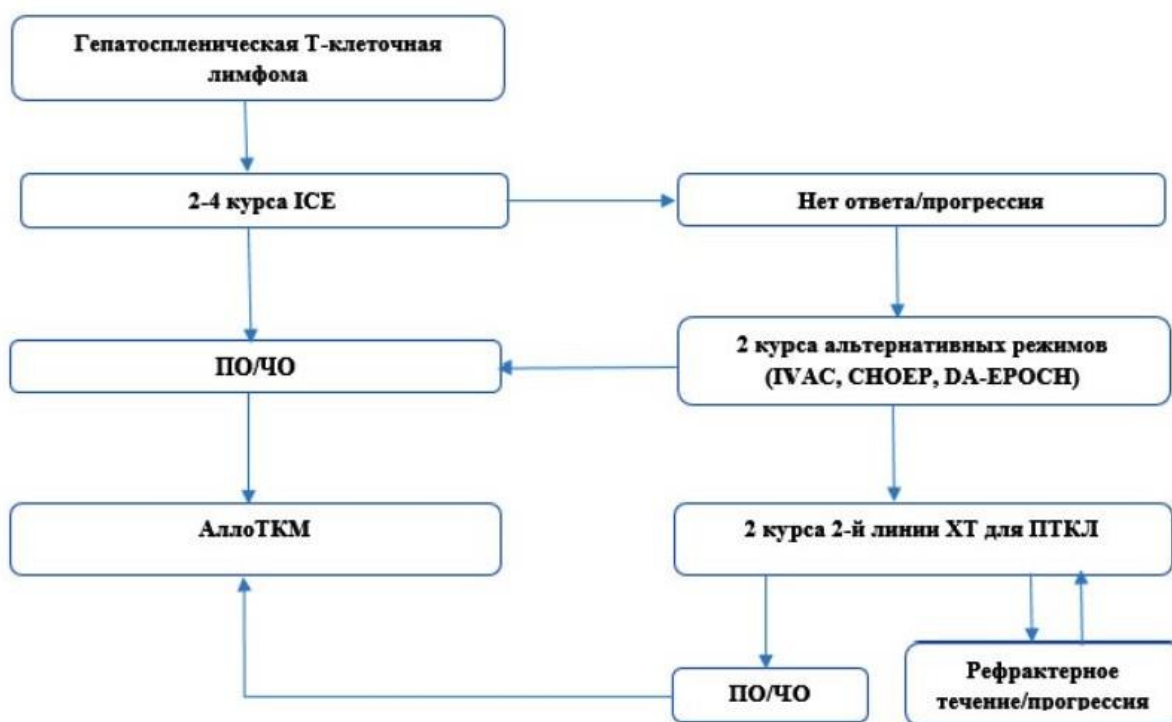 Гепатоспленическая Т-клеточная
лимфома
2-4 курса ICE
Нет ответа/прогрессия
ПО/ЧО
2 курса альтернативных режимов
(IVAC, CHOEP, DA-EPOCH)
АллоТКМ
2 курса 2-й линии ХТ для ПТКЛ
ПО/ЧО
Рефрактерное
течение/прогрессия